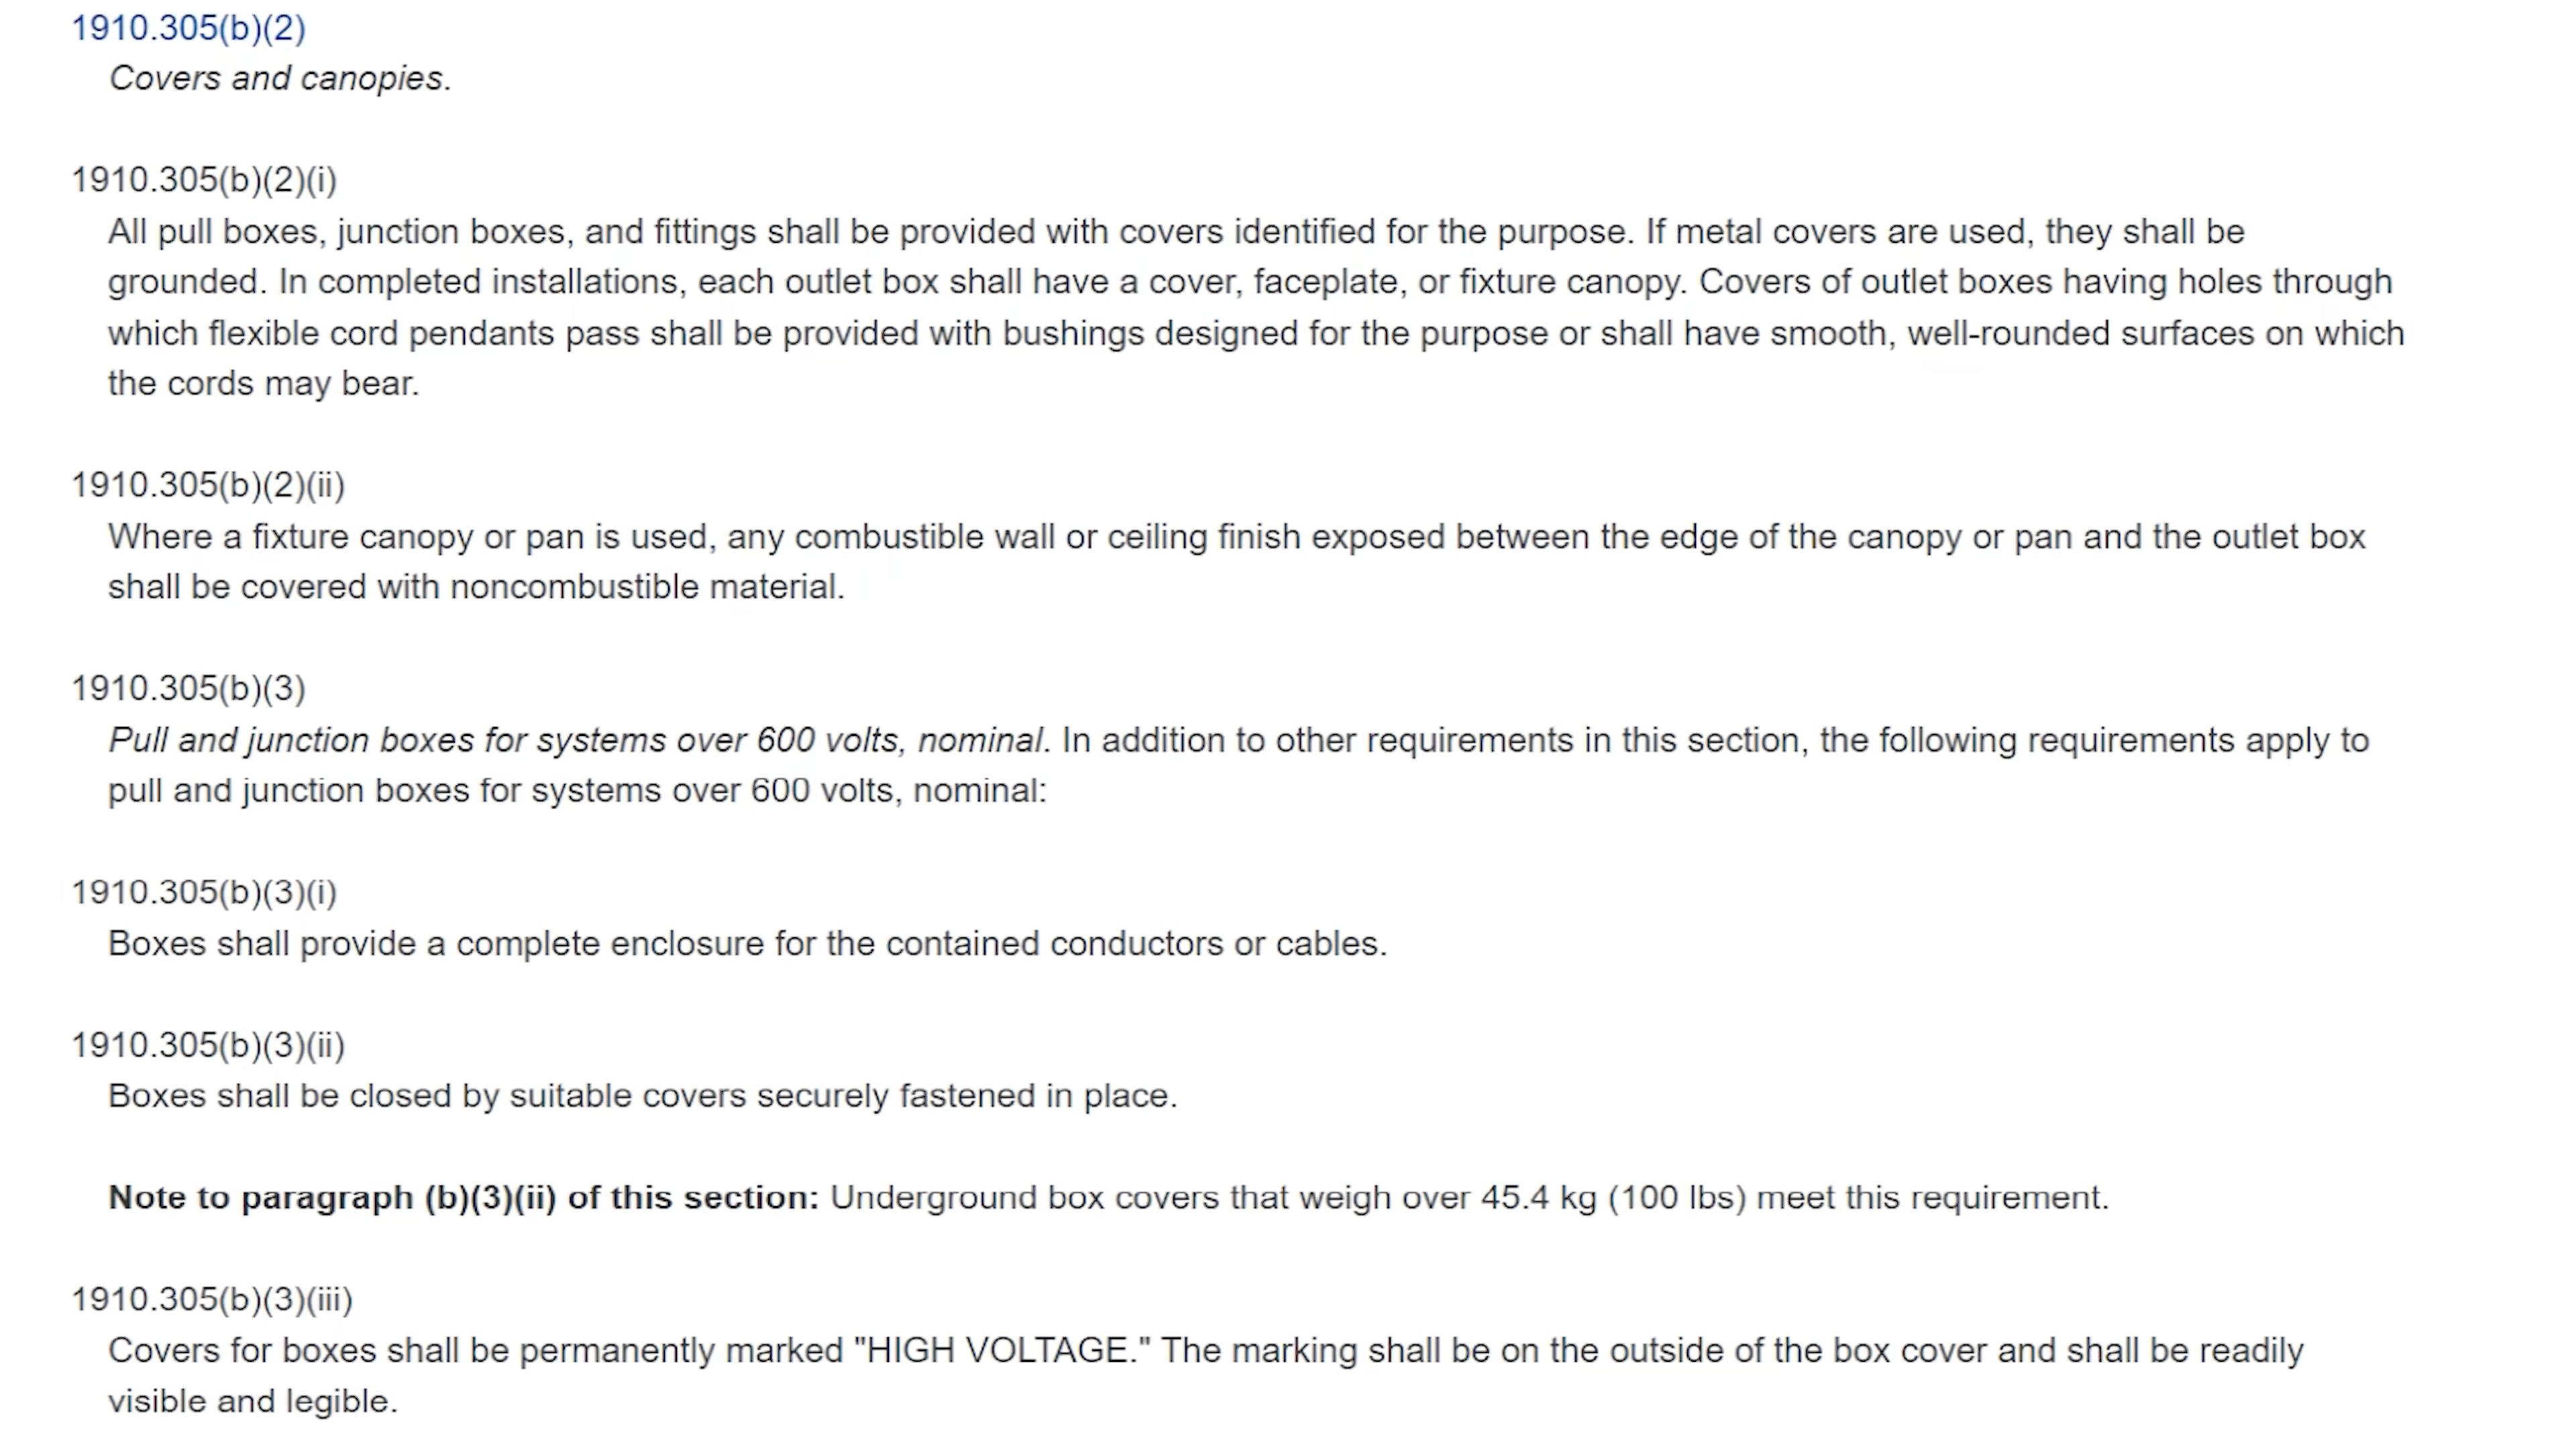 1910.305(b)(2)
Covers and canopies.
1910.305(b)(2)(i)
All pull boxes, junction boxes, and fittings shall be provided with covers identified for the purpose. If metal covers are used, they shall be
grounded. In completed installations, each outlet box shall have a cover, faceplate, or fixture canopy. Covers of outlet boxes having holes through
which flexible cord pendants pass shall be provided with bushings designed for the purpose or shall have smooth, well-rounded surfaces on which
the cords may bear.
1910.305(b)(2)(ii)
Where a fixture canopy or pan is used, any combustible wall or ceiling finish exposed between the edge of the canopy or pan and the outlet box
shall be covered with noncombustible material.
1910.305(b)(3)
Pull and junction boxes for systems over 600 volts, nominal. In addition to other requirements in this section, the following requirements apply to
pull and junction boxes for systems over 600 volts, nominal:
1910.305(b)(3)(i)
Boxes shall provide a complete enclosure for the contained conductors or cables.
1910.305(b)(3)(ii)
Boxes shall be closed by suitable covers securely fastened in place.
Note to paragraph (b)(3)(ii) of this section: Underground box covers that weigh over 45.4 kg (100 lbs) meet this requirement.
1910.305(b)(3)(iii)
Covers for boxes shall be permanently marked "HIGH VOLTAGE." The marking shall be on the outside of the box cover and shall be readily
visible and legible.